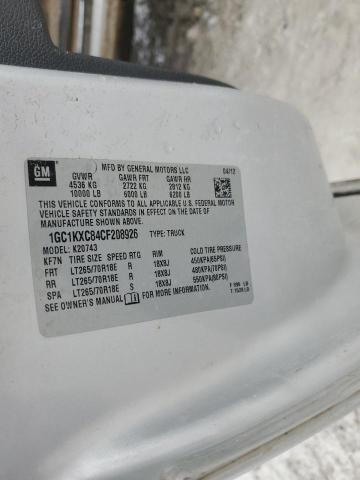 GM
MFD BY GENERAL MOTORS LLC
04/12
GVWR GAWR FRT GAWR RR
4536 KG 2722 KG 2812 KG
10000 LB 6000 LB 6200 LB
THIS VEHICLE CONFORMS TO ALL APPLICABLE U.S. FEDERAL MOTOR VEHICLE
SAFETY STANDARDS IN EFFECT ON THE DATE OF
MANUFACTURE SHOWN ABOVE.
1GC1KXC84CF208926 TYPE: TRUCK
MODEL: K20743
KF7N TIRE SIZE SPEED RTG RIM COLD TIRE PRESSURE
FRT LT265/70R18E R 18X8J 450KPA(65PSI)
RR LT265/70R18E R 18X8J 480KPA(70PSI)
SPA LT265/70R18E S 18X8J 550KPA(80PSI)
SEE OWNER'S MANUAL FOR MORE INFORMATION.